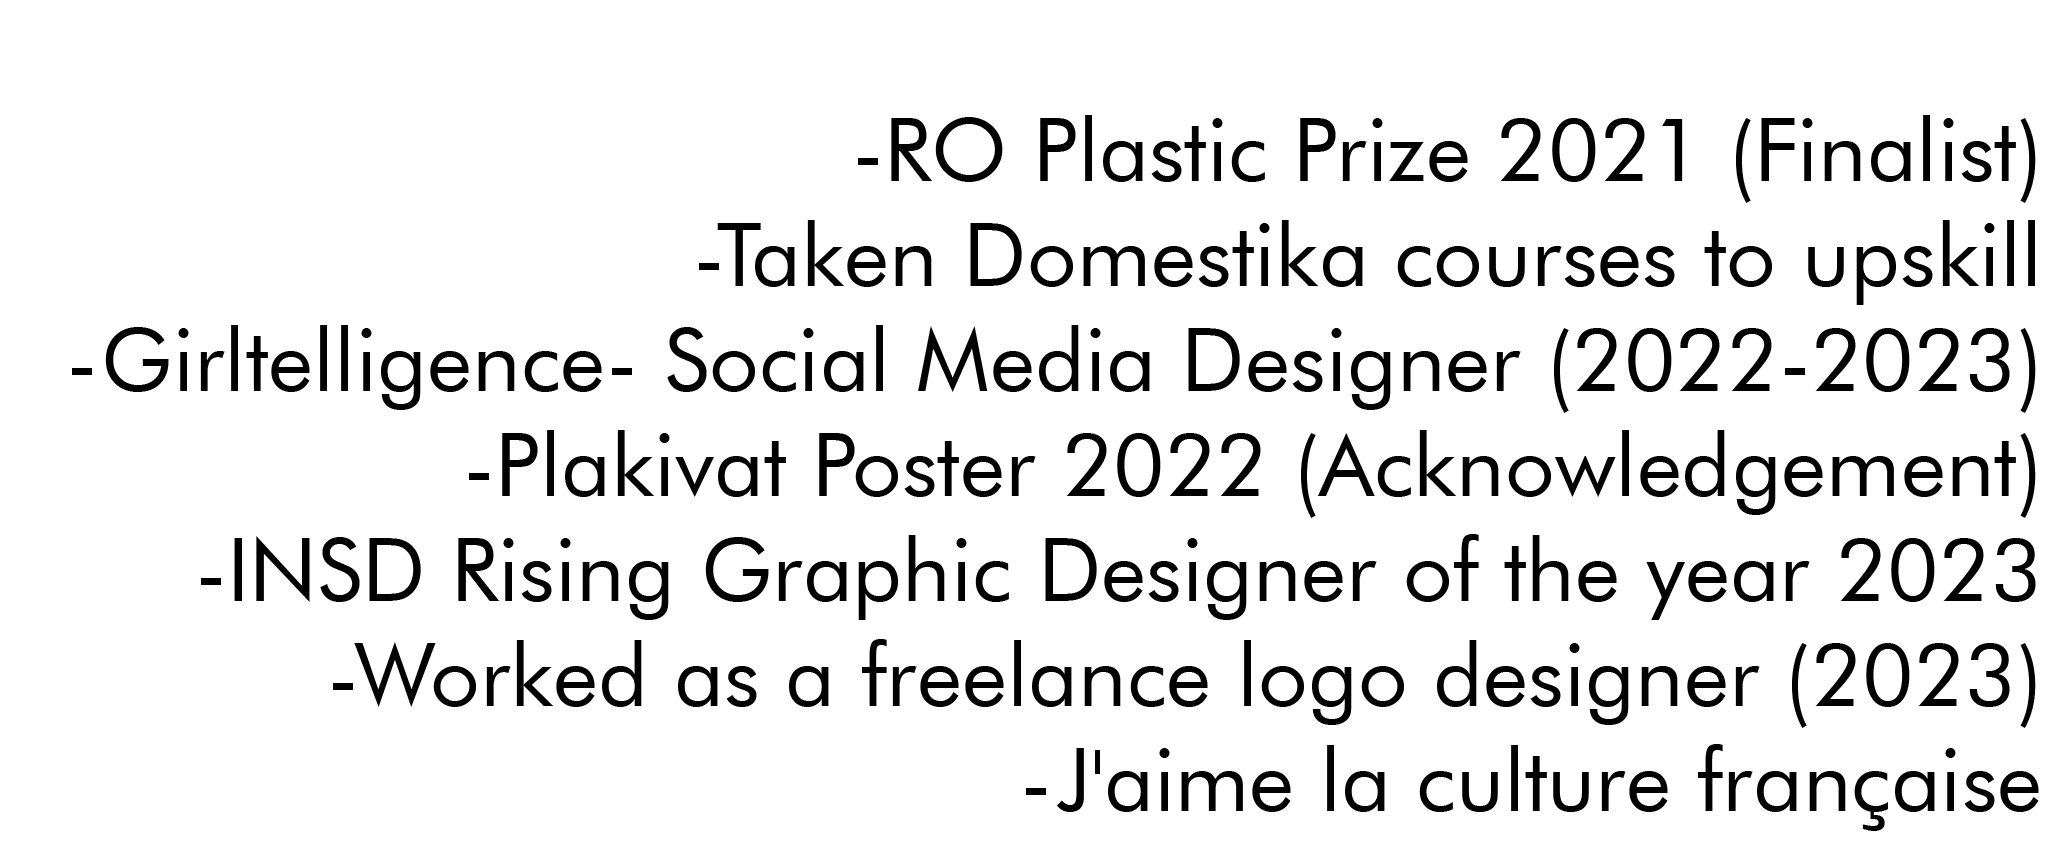 -RO Plastic Prize 2021 (Finalist)
-Taken Domestika courses to upskill
-Girltelligence- Social Media Designer (2022-2023)
-Plakivat Poster 2022 (Acknowledgement)
-INSD Rising Graphic Designer of the year 2023
-Worked as a freelance logo designer (2023)
-J'aime la culture française